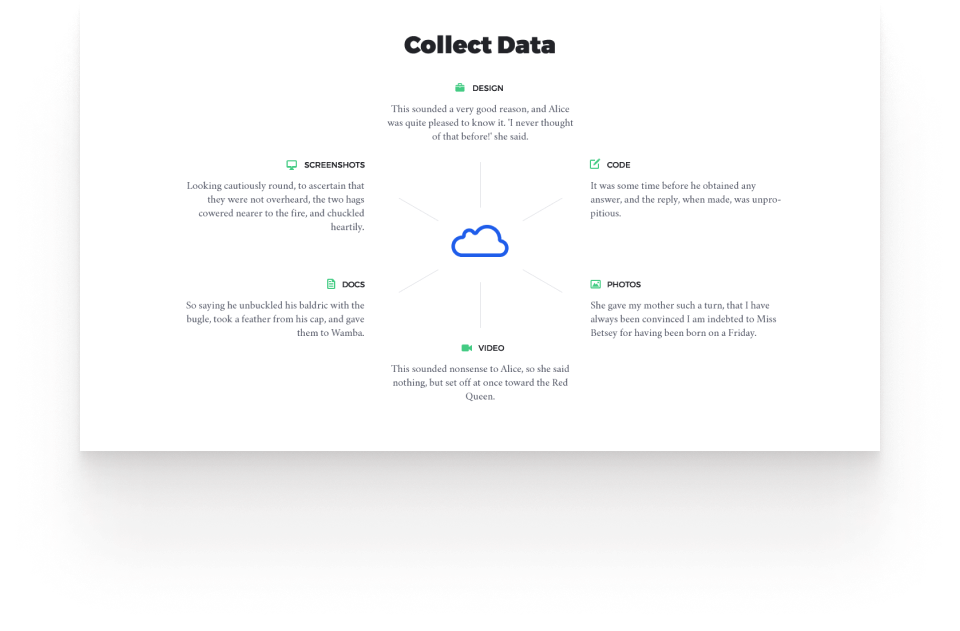 Collect Data
DESIGN
This sounded a very good reason, and Alice
was quite pleased to know it. 'I never thought
of that before!' she said.
SCREENSHOTS
Looking cautiously round, to ascertain that
they were not overheard, the two hags
cowered nearer to the fire, and chuckled
heartily.
CODE
It was some time before he obtained any
answer, and the reply, when made, was unpro-
pitious.
DOCS
So saying he unbuckled his baldric with the
bugle, took a feather from his cap, and gave
them to Wamba.
PHOTOS
She gave my mother such a turn, that I have
always been convinced I am indebted to Miss
Betsey for having been born on a Friday.
VIDEO
This sounded nonsense to Alice, so she said
nothing, but set off at once toward the Red
Queen.